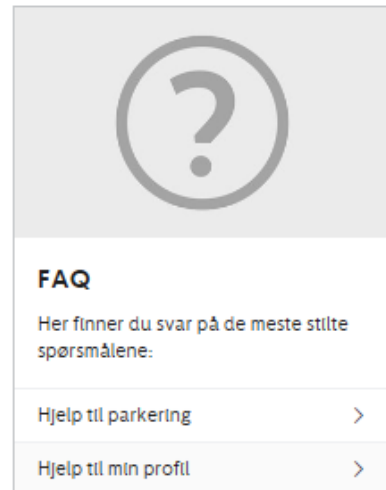 ?
FAQ
Her finner du svar på de meste stilte
spørsmålene:
Hjelp til parkering
Hjelp til min profil